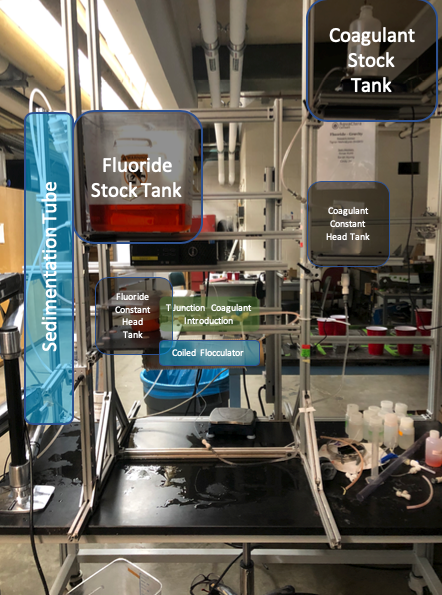 Coagulant
Stock
Tank
Fluoride
Stock Tank
Sedimentation Tube
Coagulant
Constant
Head Tank
Fluoride
Constant
Head
Tank
T Junction Coagulant
Introduction
Coiled Flocculator